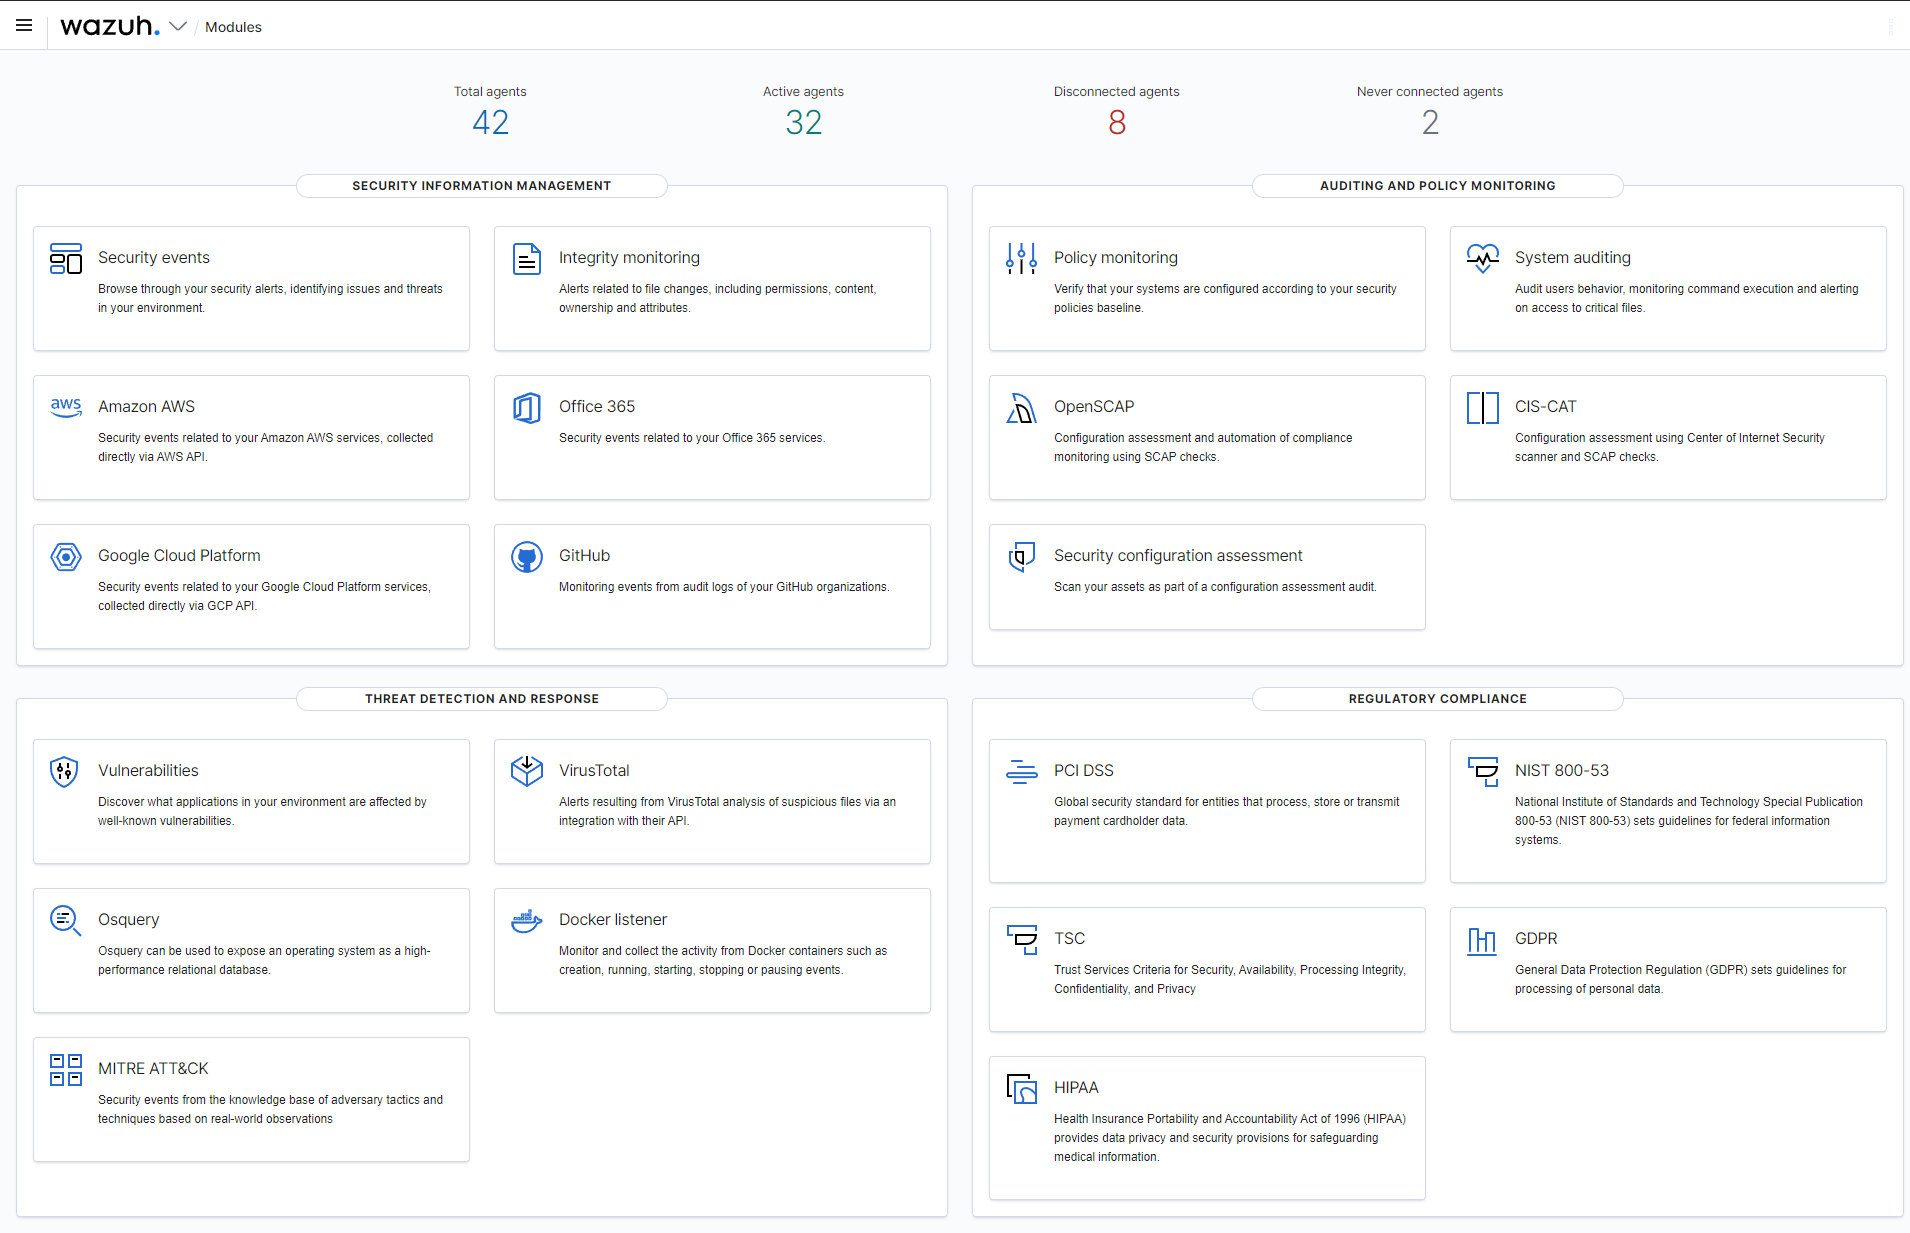 wazuh. / Modules
Total agents
42
Active agents
32
Disconnected agents
8
Never connected agents
2
SECURITY INFORMATION MANAGEMENT
Security events
Browse through your security alerts, identifying issues and threats
in your environment.
Integrity monitoring
Alerts related to file changes, including permissions, content,
ownership and attributes.
aws
Amazon AWS
Security events related to your Amazon AWS services, collected
directly via AWS API.
Office 365
Security events related to your Office 365 services.
Google Cloud Platform
Security events related to your Google Cloud Platform services,
collected directly via GCP API.
GitHub
Monitoring events from audit logs of your GitHub organizations.
AUDITING AND POLICY MONITORING
Policy monitoring
Verify that your systems are configured according to your security
policies baseline.
System auditing
Audit users behavior, monitoring command execution and alerting
on access to critical files.
OpenSCAP
Configuration assessment and automation of compliance
monitoring using SCAP checks.
CIS-CAT
Configuration assessment using Center of Internet Security
scanner and SCAP checks.
Security configuration assessment
Scan your assets as part of a configuration assessment audit.
THREAT DETECTION AND RESPONSE
Vulnerabilities
Discover what applications in your environment are affected by
well-known vulnerabilities.
VirusTotal
Alerts resulting from VirusTotal analysis of suspicious files via an
integration with their API.
Osquery
Osquery can be used to expose an operating system as a high-
performance relational database.
Docker listener
Monitor and collect the activity from Docker containers such as
creation, running, starting, stopping or pausing events.
MITRE ATT&CK
Security events from the knowledge base of adversary tactics and
techniques based on real-world observations
REGULATORY COMPLIANCE
PCI DSS
Global security standard for entities that process, store or transmit
payment cardholder data.
NIST 800-53
National Institute of Standards and Technology Special Publication
800-53 (NIST 800-53) sets guidelines for federal information
systems.
TSC
Trust Services Criteria for Security, Availability, Processing Integrity,
Confidentiality, and Privacy
GDPR
General Data Protection Regulation (GDPR) sets guidelines for
processing of personal data.
HIPAA
Health Insurance Portability and Accountability Act of 1996 (HIPAA)
provides data privacy and security provisions for safeguarding
medical information.